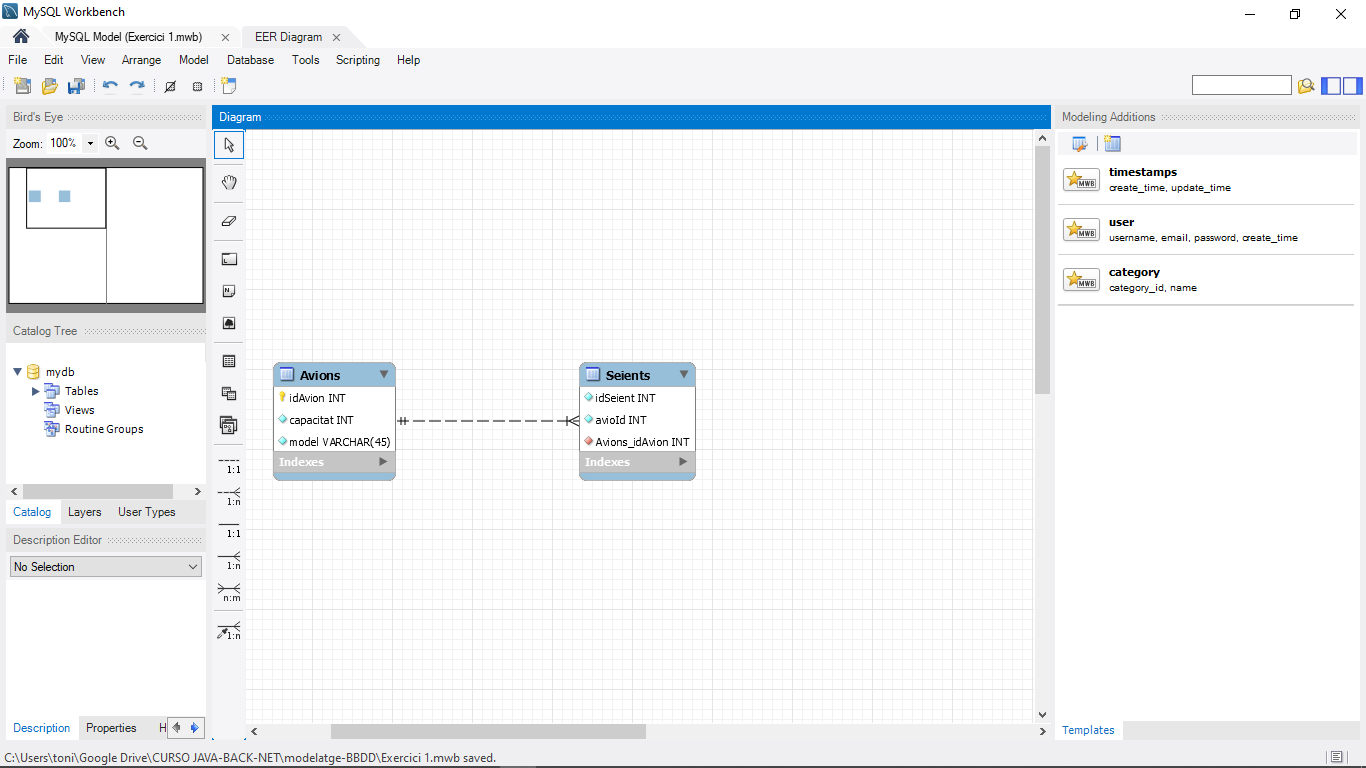 MySQL Workbench
MySQL Model (Exercici 1.mwb)
EER Diagram
File Edit View Arrange Model Database Tools Scripting Help
Bird's Eye
Zoom: 100%
Catalog Tree
mydb
Tables
Views
Routine Groups
Catalog Layers User Types
Description Editor
No Selection
Description Properties H
Diagram
1:1
1:n
1:1
1:n
n:m
1:n
Avions
idAvion INT
capacitat INT
model VARCHAR(45)
Indexes
Seients
idSeient INT
avioId INT
Avions_idAvion INT
Indexes
Modeling Additions
MWB
timestamps
create_time, update_time
MWB
user
username, email, password, create_time
MWB
category
category_id, name
Templates
C:\Users\toni\Google Drive\CURSO JAVA-BACK-NET\modelatge-BBDD\Exercici 1.mwb saved.